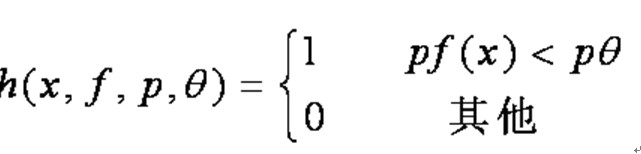 h(x, f, p, θ) = { 1 pf(x) < pθ
0 其他